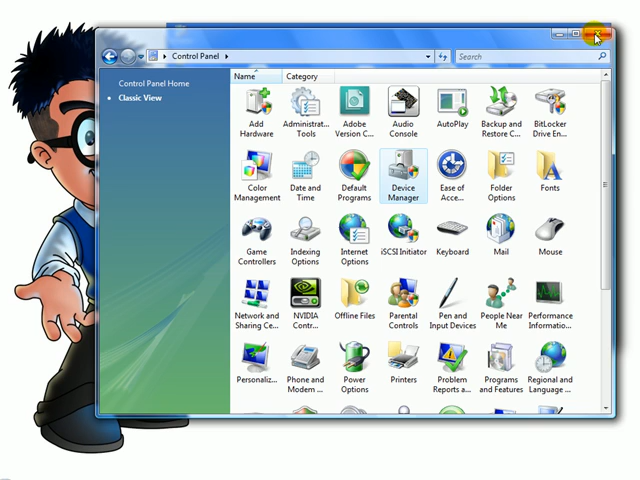 Control Panel
Search
Control Panel Home
Classic View
Name
Category
Add
Hardware
Administrat...
Tools
Adobe
Version C...
Audio
Console
AutoPlay
Backup and
Restore C...
BitLocker
Drive En...
Color
Management
Date and
Time
Default
Programs
Device
Manager
Ease of
Acce...
Folder
Options
Fonts
Game
Controllers
Indexing
Options
Internet
Options
iSCSI Initiator
Keyboard
Mail
Mouse
Network and
Sharing Ce...
NVIDIA
Contr...
Offline Files
Parental
Controls
Pen and
Input Devices
People Near
Me
Performance
Informatio...
Personaliz...
Phone and
Modem ...
Power
Options
Printers
Problem
Reports a...
Programs
and Features
Regional and
Language ...